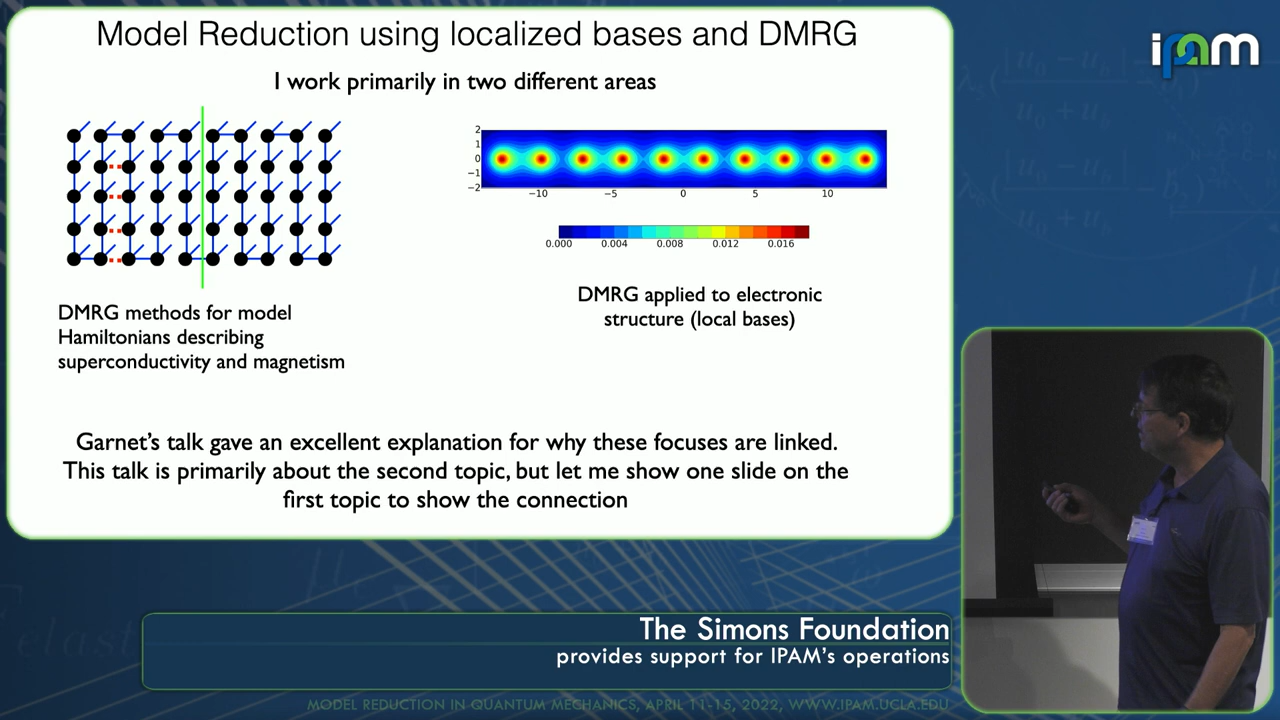 Model Reduction using localized bases and DMRG
I work primarily in two different areas
2
1
0
−1
−2
−10
−5
0
5
10
0.000
0.004
0.008
0.012
0.016
DMRG methods for model
Hamiltonians describing
superconductivity and magnetism
DMRG applied to electronic
structure (local bases)
Garnet's talk gave an excellent explanation for why these focuses are linked.
This talk is primarily about the second topic, but let me show one slide on the
first topic to show the connection
ipam
The Simons Foundation
provides support for IPAM's operations
MODEL REDUCTION IN QUANTUM MECHANICS, APRIL 11-15, 2022, WWW.IPAM.UCLA.EDU